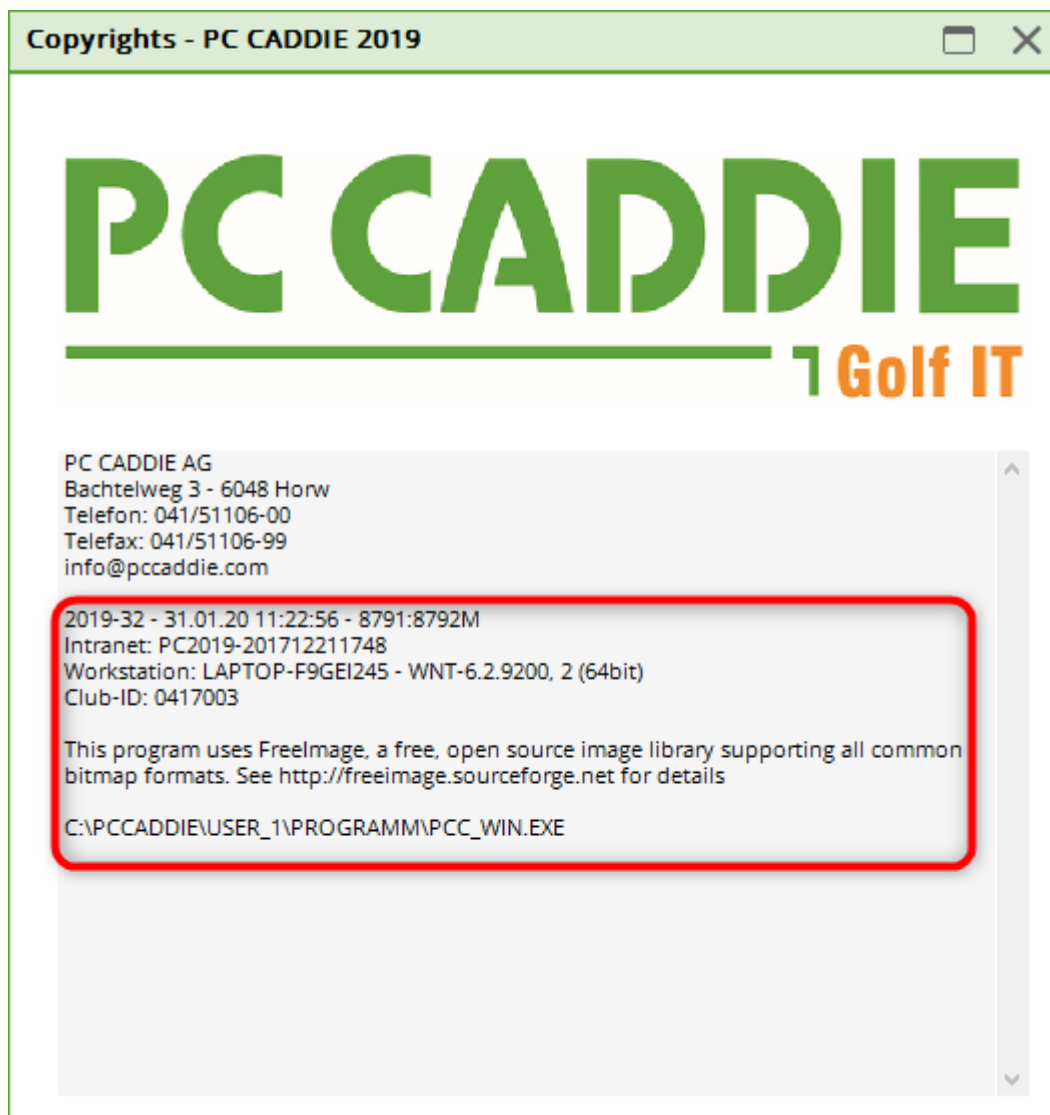 Copyrights - PC CADDIE 2019
PC CADDIE
Golf IT
PC CADDIE AG
Bachtelweg 3 - 6048 Horw
Telefon: 041/51106-00
Telefax: 041/51106-99
info@pccaddie.com
2019-32 - 31.01.20 11:22:56 - 8791:8792M
Intranet: PC2019-201712211748
Workstation: LAPTOP-F9GEI245 - WNT-6.2.9200, 2 (64bit)
Club-ID: 0417003
This program uses FreeImage, a free, open source image library supporting all common
bitmap formats. See http://freeimage.sourceforge.net for details
C:\PCCADDIE\USER_1\PROGRAMM\PCC_WIN.EXE